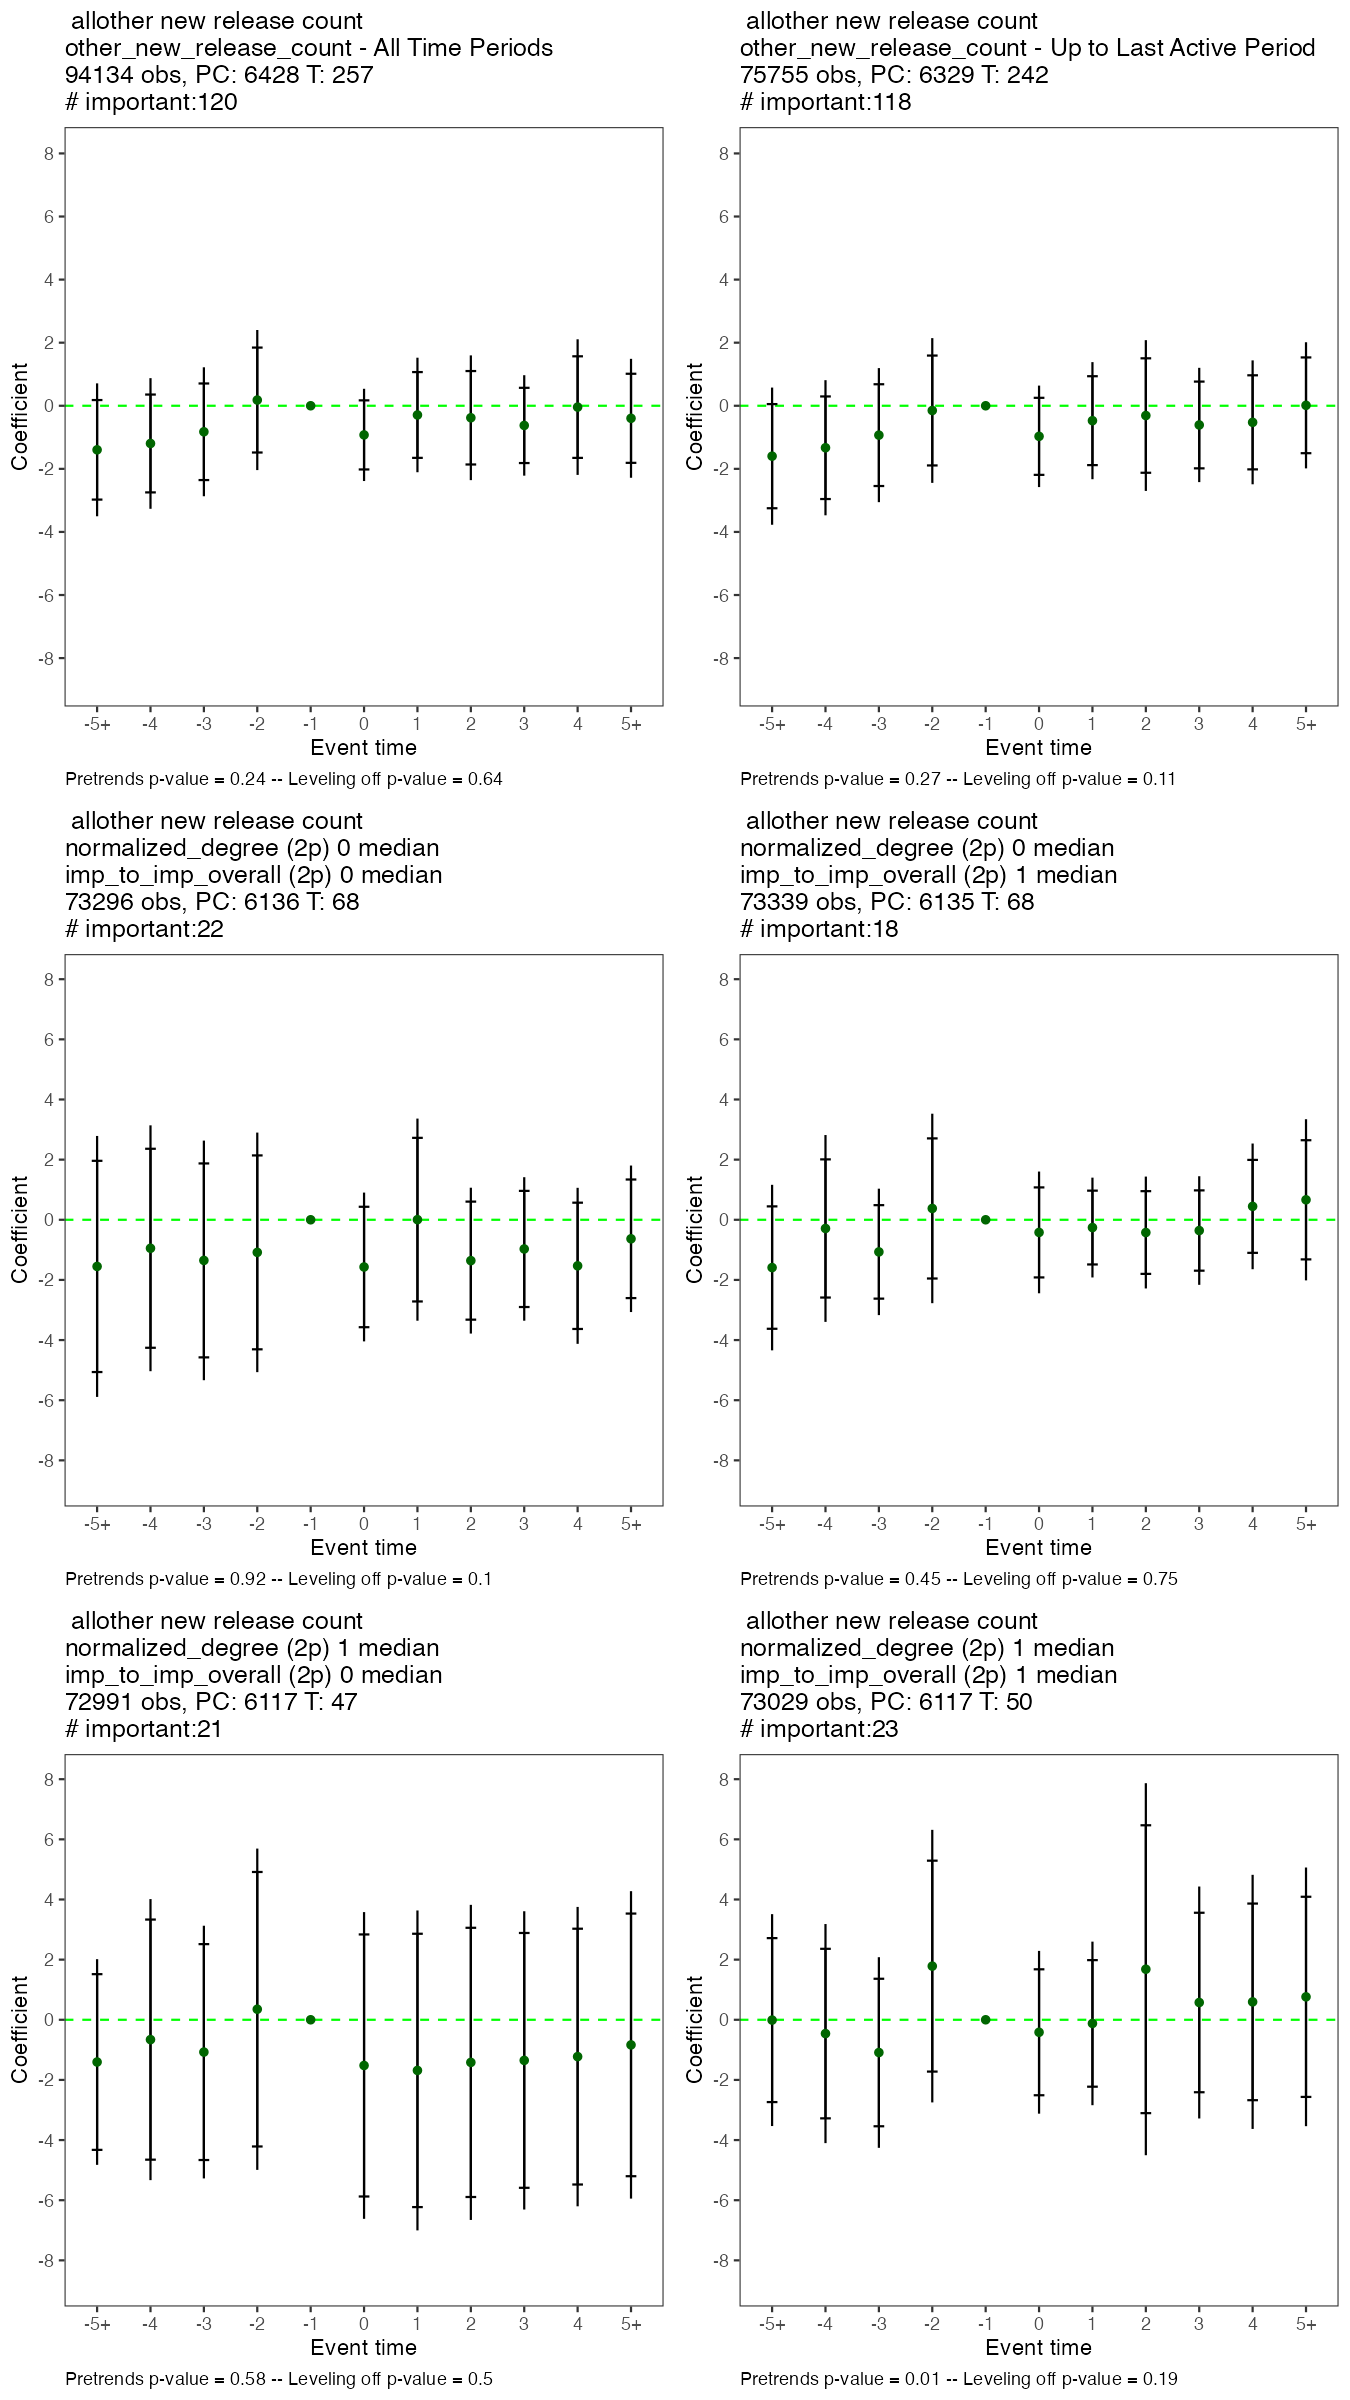 allother new release count
other_new_release_count - All Time Periods
94134 obs, PC: 6428 T: 257
# important:120
8
6
4
2
0
-2
-4
-6
-8
Coefficient
-5+ -4 -3 -2 -1 0 1 2 3 4 5+
Event time
Pretrends p-value = 0.24 -- Leveling off p-value = 0.64
allother new release count
other_new_release_count - Up to Last Active Period
75755 obs, PC: 6329 T: 242
# important:118
8
6
4
2
0
-2
-4
-6
-8
Coefficient
-5+ -4 -3 -2 -1 0 1 2 3 4 5+
Event time
Pretrends p-value = 0.27 -- Leveling off p-value = 0.11
allother new release count
normalized_degree (2p) 0 median
imp_to_imp_overall (2p) 0 median
73296 obs, PC: 6136 T: 68
# important:22
8
6
4
2
0
-2
-4
-6
-8
Coefficient
-5+ -4 -3 -2 -1 0 1 2 3 4 5+
Event time
Pretrends p-value = 0.92 -- Leveling off p-value = 0.1
allother new release count
normalized_degree (2p) 0 median
imp_to_imp_overall (2p) 1 median
73339 obs, PC: 6135 T: 68
# important:18
8
6
4
2
0
-2
-4
-6
-8
Coefficient
-5+ -4 -3 -2 -1 0 1 2 3 4 5+
Event time
Pretrends p-value = 0.45 -- Leveling off p-value = 0.75
allother new release count
normalized_degree (2p) 1 median
imp_to_imp_overall (2p) 0 median
72991 obs, PC: 6117 T: 47
# important:21
8
6
4
2
0
-2
-4
-6
-8
Coefficient
-5+ -4 -3 -2 -1 0 1 2 3 4 5+
Event time
Pretrends p-value = 0.58 -- Leveling off p-value = 0.5
allother new release count
normalized_degree (2p) 1 median
imp_to_imp_overall (2p) 1 median
73029 obs, PC: 6117 T: 50
# important:23
8
6
4
2
0
-2
-4
-6
-8
Coefficient
-5+ -4 -3 -2 -1 0 1 2 3 4 5+
Event time
Pretrends p-value = 0.01 -- Leveling off p-value = 0.19